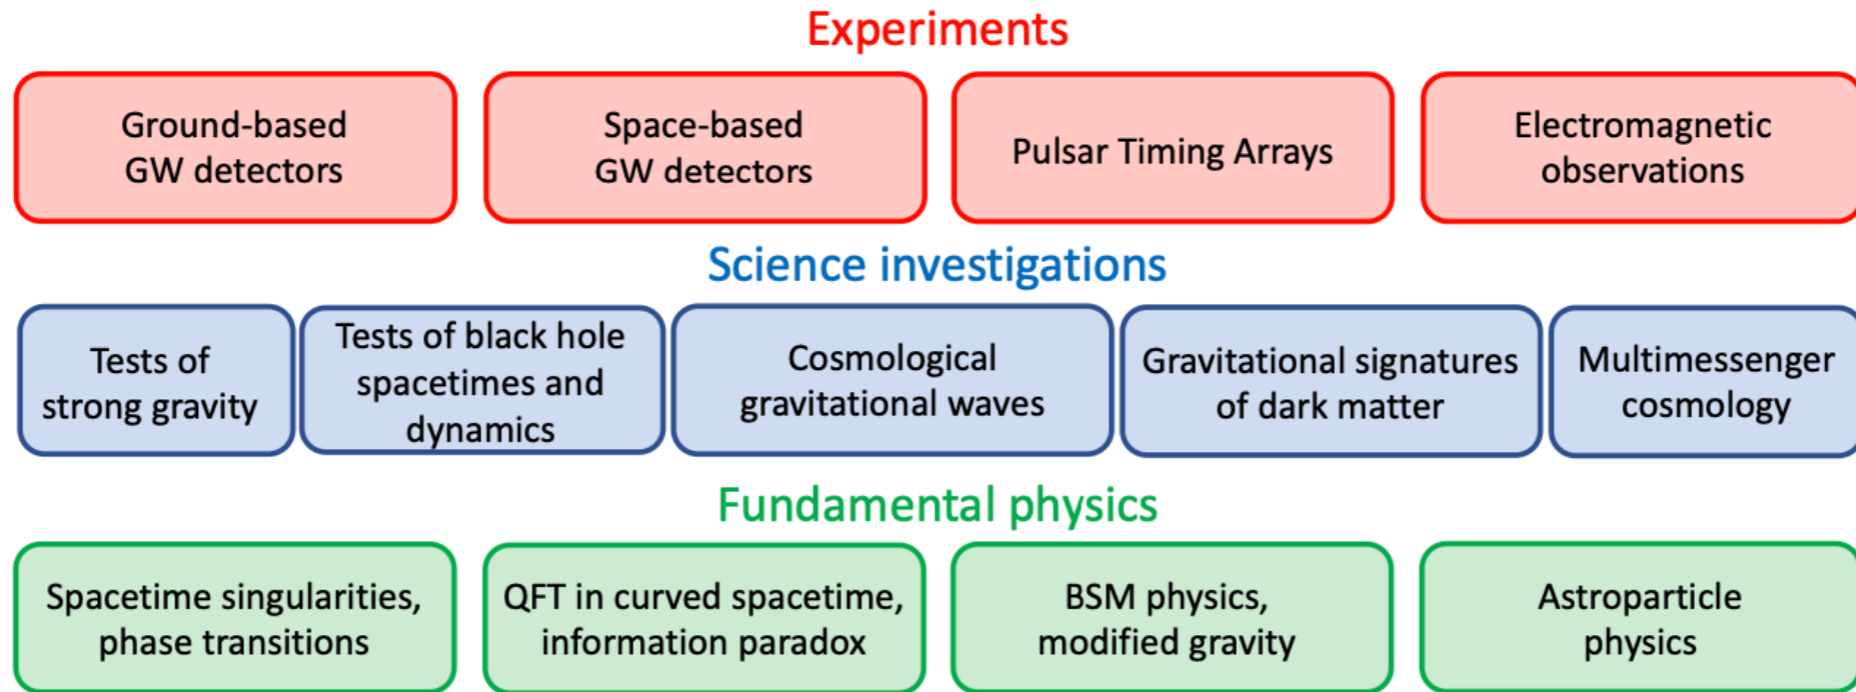 Experiments
Ground-based
GW detectors
Space-based
GW detectors
Pulsar Timing Arrays
Electromagnetic
observations
Science investigations
Tests of
strong gravity
Tests of black hole
spacetimes and
dynamics
Cosmological
gravitational waves
Gravitational signatures
of dark matter
Multimessenger
cosmology
Fundamental physics
Spacetime singularities,
phase transitions
QFT in curved spacetime,
information paradox
BSM physics,
modified gravity
Astroparticle
physics